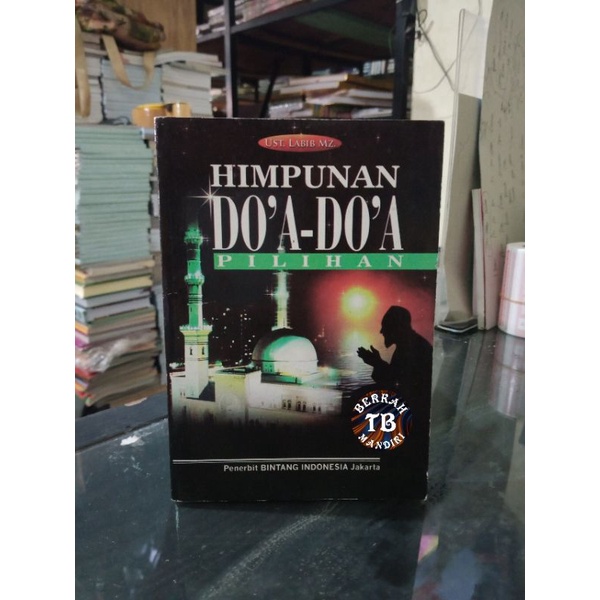 UST. LABIB MZ.
HIMPUNAN
DO'A-DO'A
PILIHAN
BERKAH
TB
MANDIRI
Penerbit BINTANG INDONESIA Jakarta